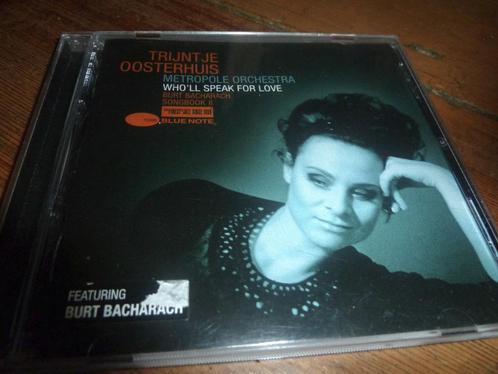 TRIJNTJE
OOSTERHUIS
METROPOLE ORCHESTRA
WHO'LL SPEAK FOR LOVE
BURT BACHARACH
SONGBOOK II
BLUE NOTE
FEATURING
BURT BACHARACH